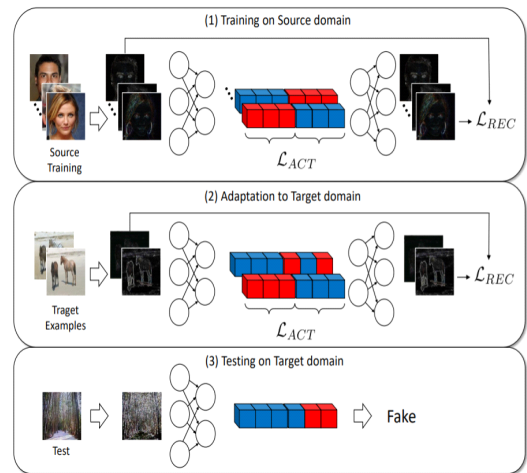 (1) Training on Source domain
Source
Training
ℒACT
ℒREC
(2) Adaptation to Target domain
Traget
Examples
ℒACT
ℒREC
(3) Testing on Target domain
Test
Fake